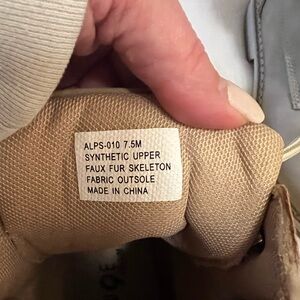 ALPS-010 7.5M
SYNTHETIC UPPER
FAUX FUR SKELETON
FABRIC OUTSOLE
MADE IN CHINA